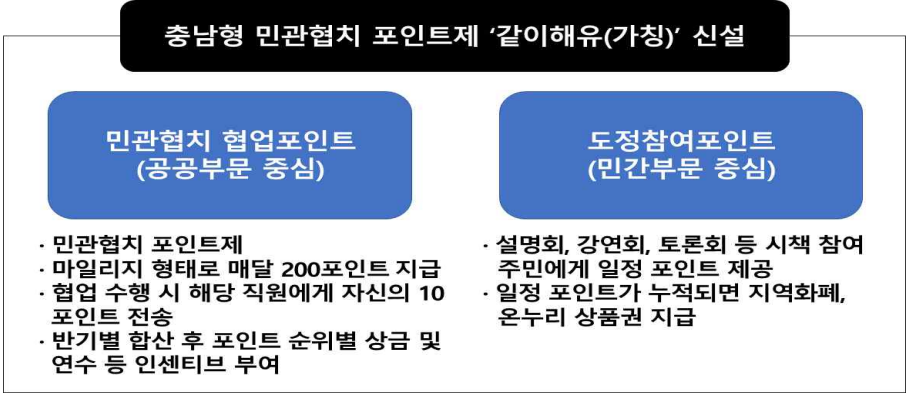 충남형 민관협치 포인트제 ‘같이해유(가칭)’ 신설
민관협치 협업포인트
(공공부문 중심)
· 민관협치 포인트제
· 마일리지 형태로 매달 200포인트 지급
· 협업 수행 시 해당 직원에게 자신의 10
포인트 전송
· 반기별 합산 후 포인트 순위별 상금 및
연수 등 인센티브 부여
도정참여포인트
(민간부문 중심)
· 설명회, 강연회, 토론회 등 시책 참여
주민에게 일정 포인트 제공
· 일정 포인트가 누적되면 지역화폐,
온누리 상품권 지급